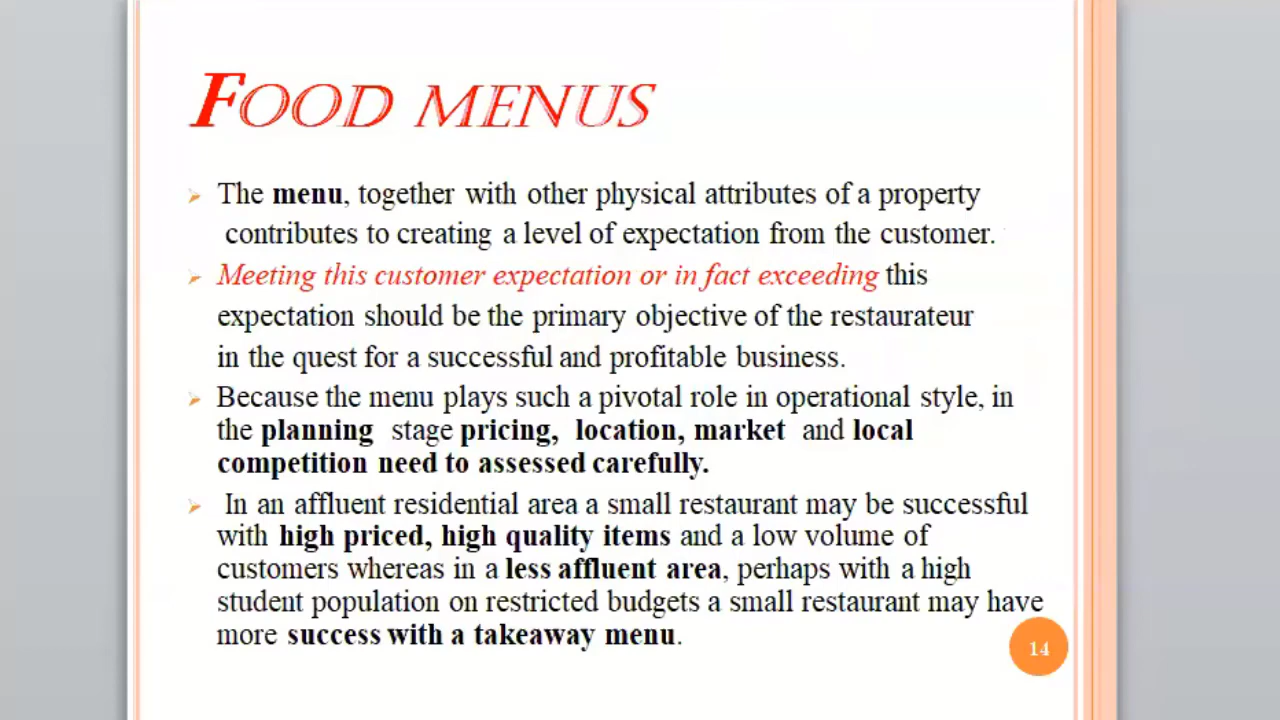 FOOD MENUS
The menu, together with other physical attributes of a property
contributes to creating a level of expectation from the customer.
Meeting this customer expectation or in fact exceeding this
expectation should be the primary objective of the restaurateur
in the quest for a successful and profitable business.
Because the menu plays such a pivotal role in operational style, in
the planning stage pricing, location, market and local
competition need to assessed carefully.
In an affluent residential area a small restaurant may be successful
with high priced, high quality items and a low volume of
customers whereas in a less affluent area, perhaps with a high
student population on restricted budgets a small restaurant may have
more success with a takeaway menu.
14